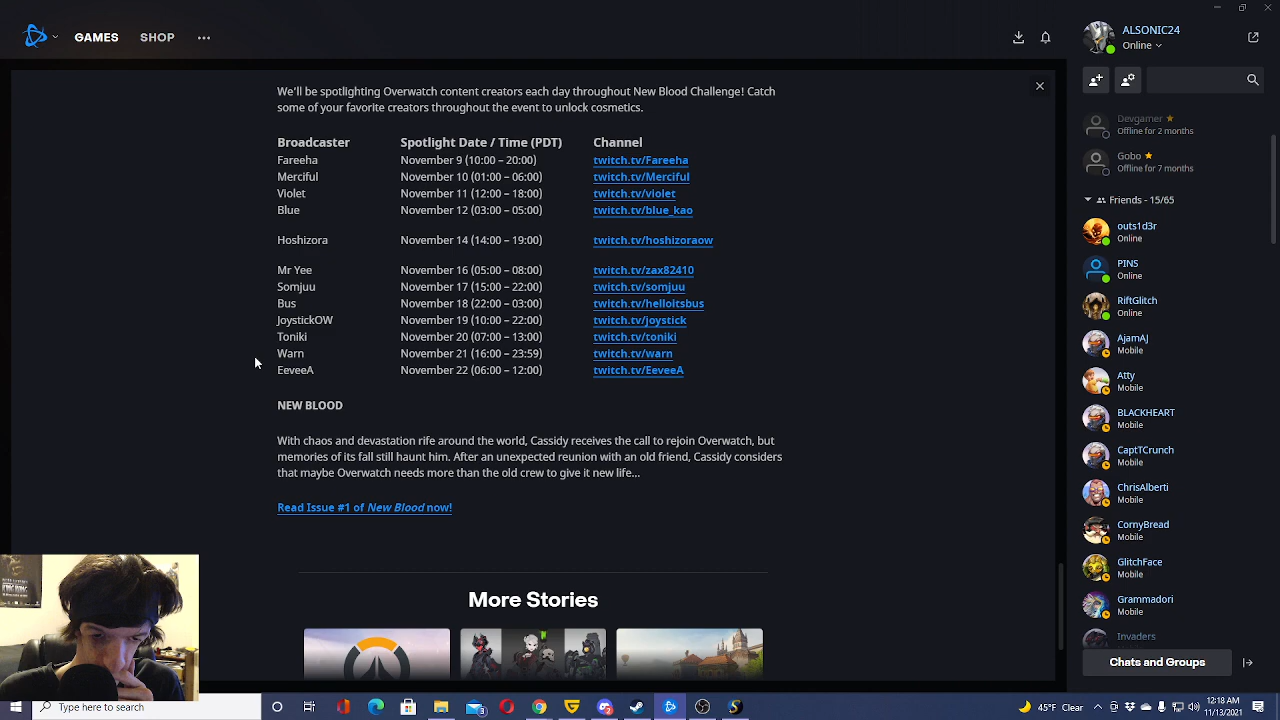 GAMES SHOP ...
ALSONIC24
Online
We'll be spotlighting Overwatch content creators each day throughout New Blood Challenge! Catch
some of your favorite creators throughout the event to unlock cosmetics.
Broadcaster Spotlight Date / Time (PDT) Channel
Fareeha November 9 (10:00 – 20:00) twitch.tv/Fareeha
Merciful November 10 (01:00 – 06:00) twitch.tv/Merciful
Violet November 11 (12:00 – 18:00) twitch.tv/violet
Blue November 12 (03:00 – 05:00) twitch.tv/blue_kao
Hoshizora November 14 (14:00 – 19:00) twitch.tv/hoshizoraow
Mr Yee November 16 (05:00 – 08:00) twitch.tv/zax82410
Somjuu November 17 (15:00 – 22:00) twitch.tv/somjuu
Bus November 18 (22:00 – 03:00) twitch.tv/helloitsbus
JoystickOW November 19 (10:00 – 22:00) twitch.tv/joystick
Toniki November 20 (07:00 – 13:00) twitch.tv/toniki
Warn November 21 (16:00 – 23:59) twitch.tv/warn
EeveeA November 22 (06:00 – 12:00) twitch.tv/EeveeA
NEW BLOOD
With chaos and devastation rife around the world, Cassidy receives the call to rejoin Overwatch, but
memories of its fall still haunt him. After an unexpected reunion with an old friend, Cassidy considers
that maybe Overwatch needs more than the old crew to give it new life...
Read Issue #1 of New Blood now!
More Stories
Devgamer
Offline for 2 months
Gobo
Offline for 7 months
Friends - 15/65
outs1d3r
Online
PINS
Online
RiftGlitch
Online
AjamAJ
Mobile
Atty
Mobile
BLACKHEART
Mobile
CaptTCrunch
Mobile
ChrisAlberti
Mobile
CornyBread
Mobile
GlitchFace
Mobile
Grammadori
Mobile
Invaders
Chats and Groups
Type here to search
45°F Clear
12:18 AM
11/13/2021